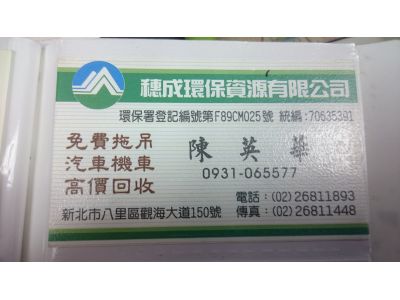 穗成環保資源有限公司
環保署登記編號第F89CM025號 統編:70635391
免費拖吊
汽車機車
高價回收
陳英華
0931-065577
電話:(02)26811893
新北市八里區觀海大道150號 傳真:(02)26811448